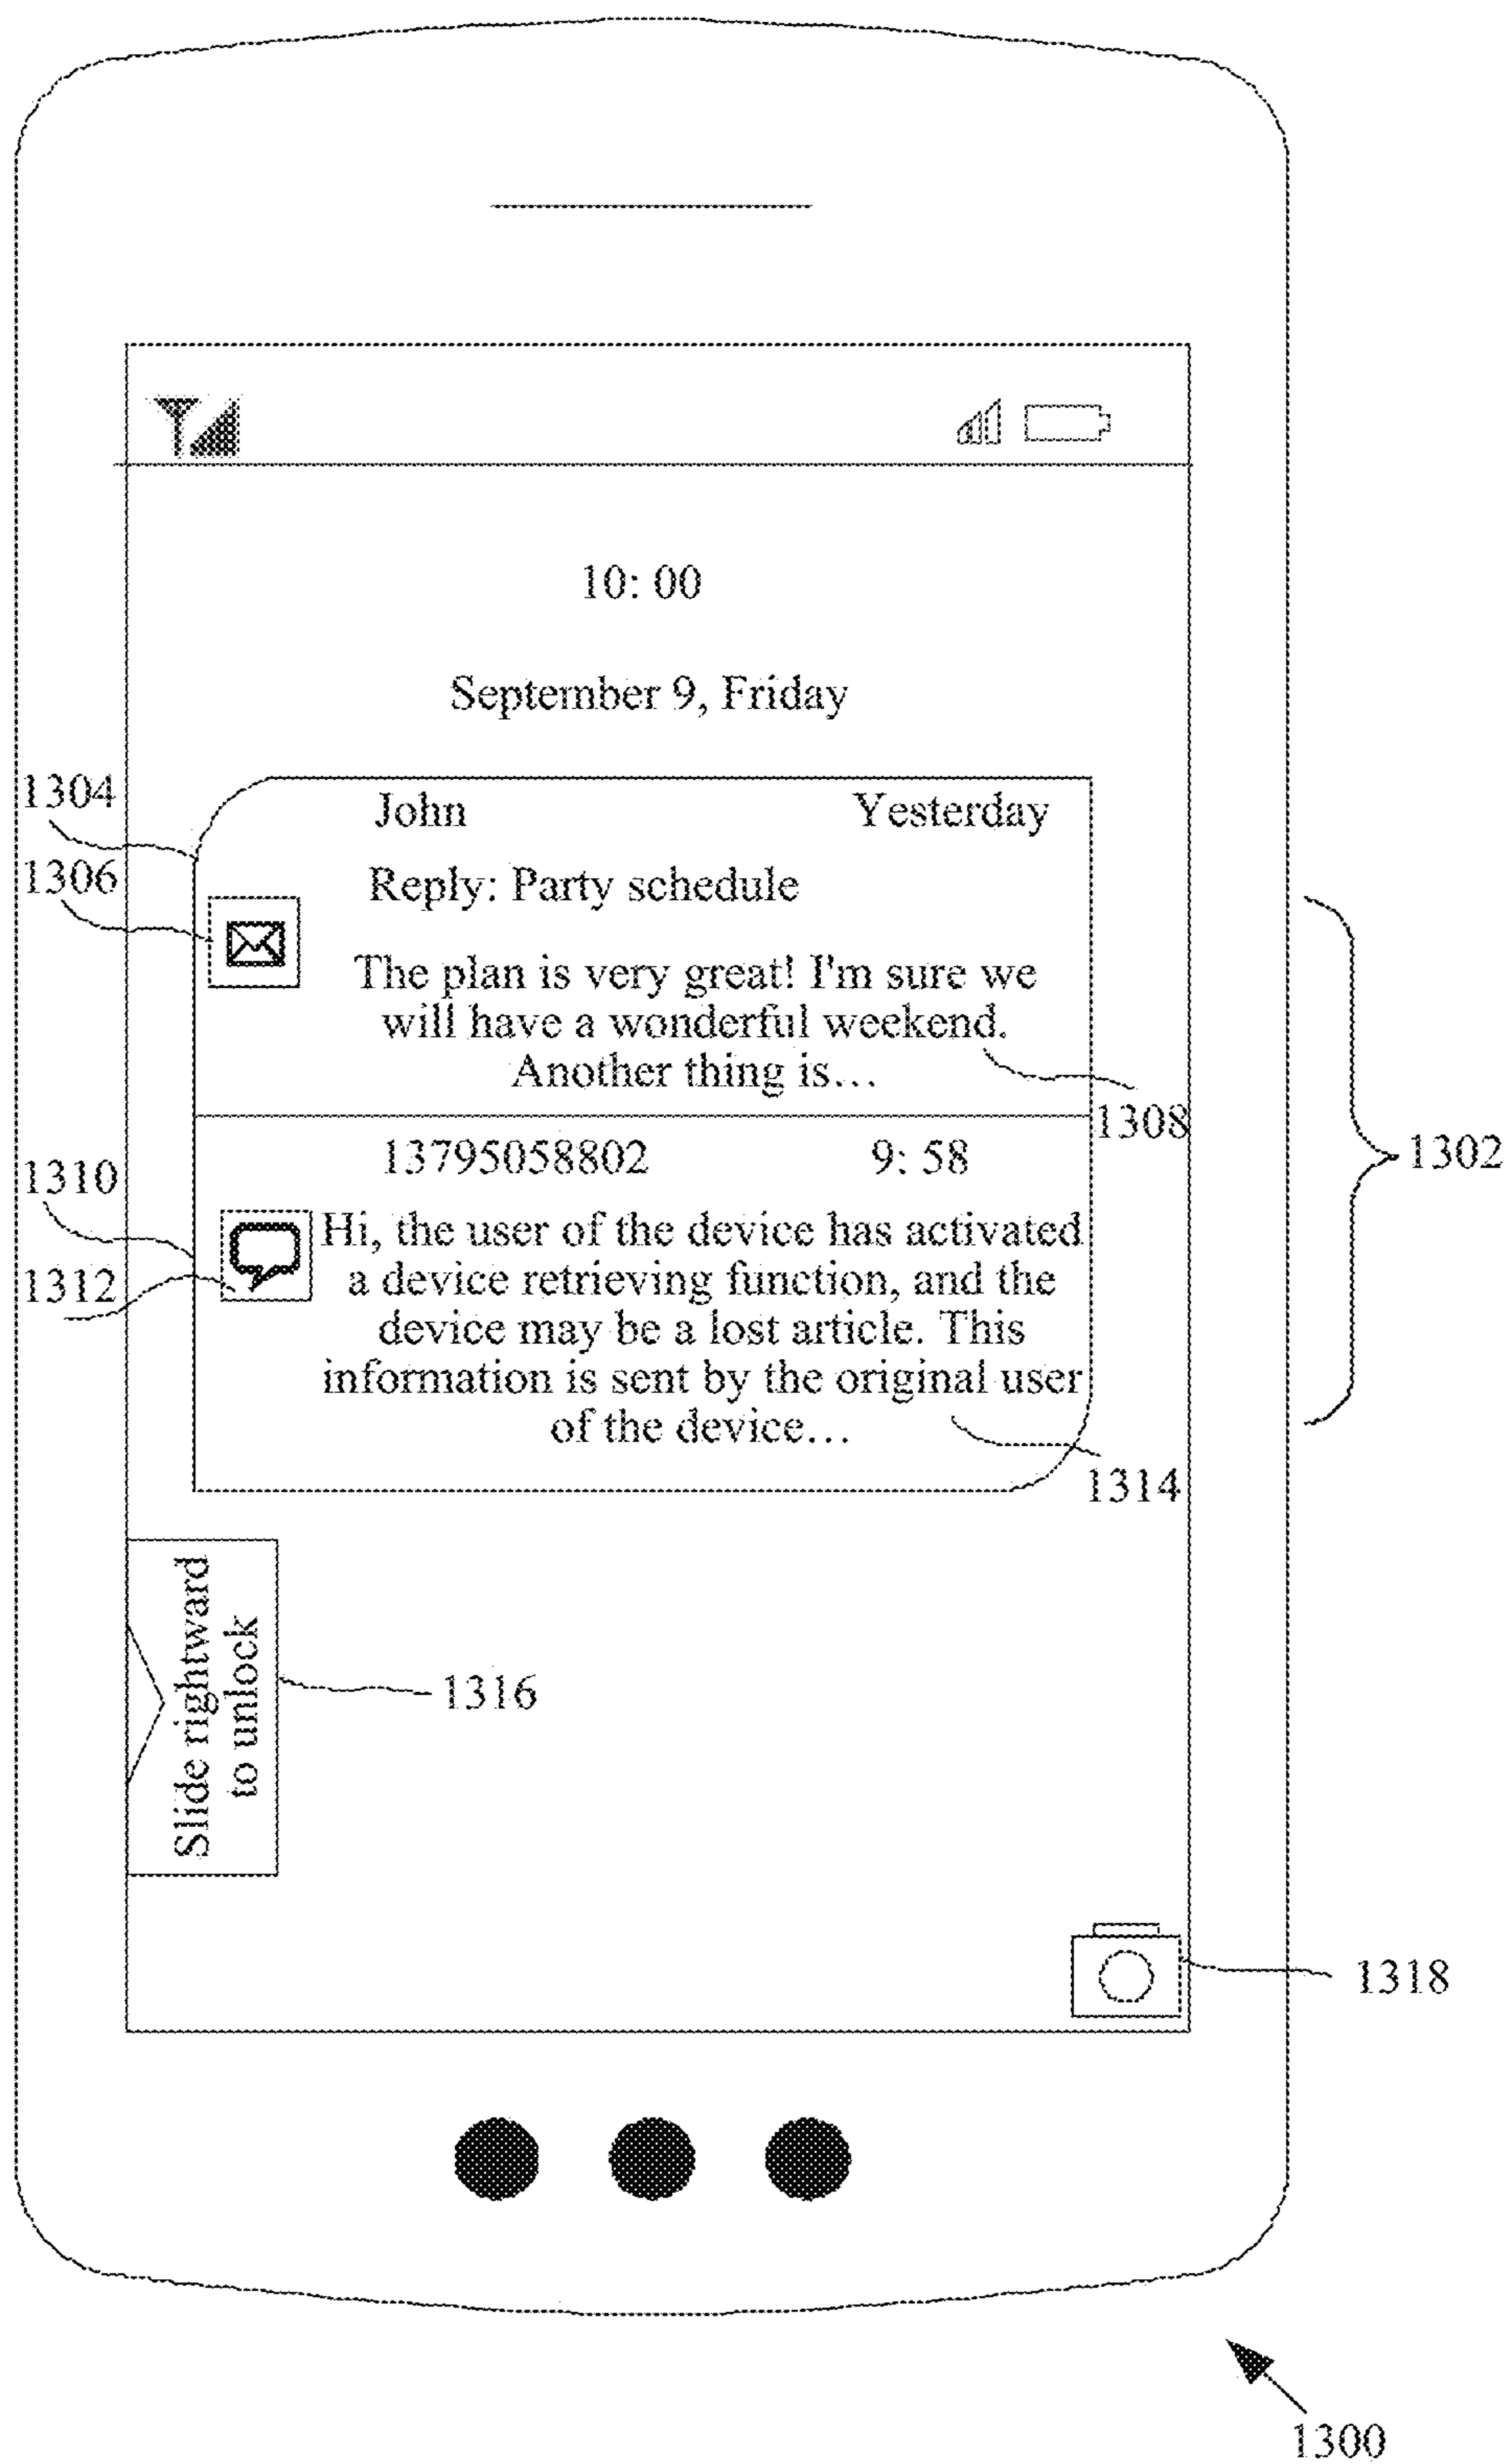 10: 00
September 9, Friday
1304
John Yesterday
1306
Reply: Party schedule
The plan is very great! I'm sure we
will have a wonderful weekend.
Another thing is...
1308
1302
1310
13795058802 9: 58
1312
Hi, the user of the device has activated
a device retrieving function, and the
device may be a lost article. This
information is sent by the original user
of the device...
1314
Slide rightward
to unlock
1316
1318
1300